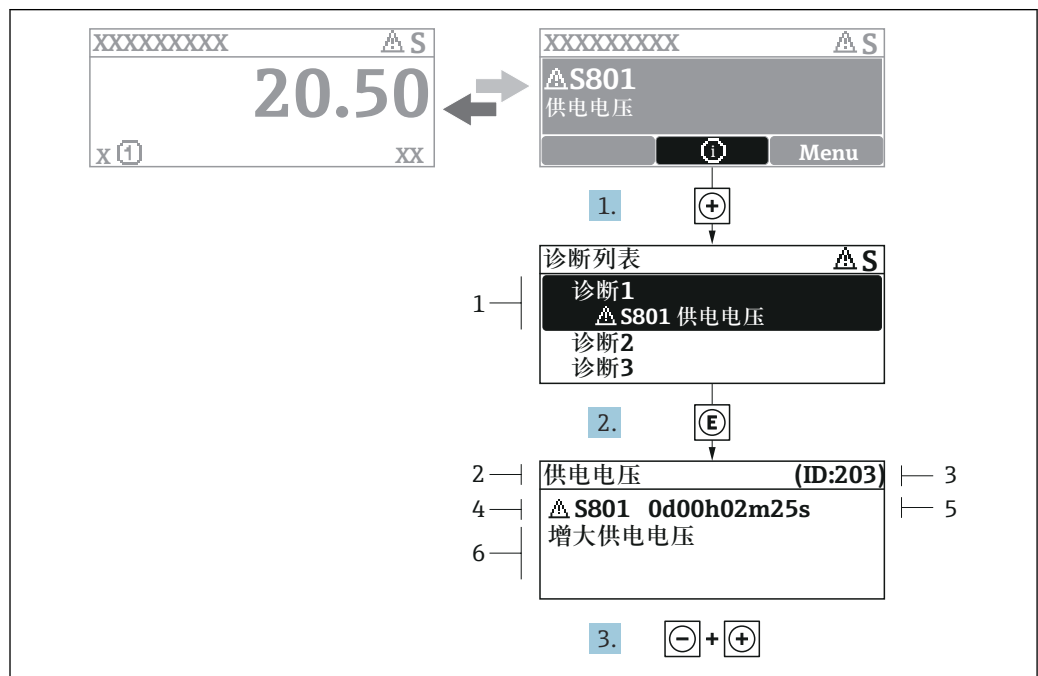 XXXXXXXXX ⚠S
20.50
x ① XX
XXXXXXXXX ⚠S
⚠S801
供电电压
ⓘ Menu
1. +
诊断列表 ⚠S
1
诊断1
⚠ S801 供电电压
诊断2
诊断3
2. E
2 供电电压 (ID:203) 3
4 ⚠ S801 0d00h02m25s 5
6 增大供电电压
3. − + +